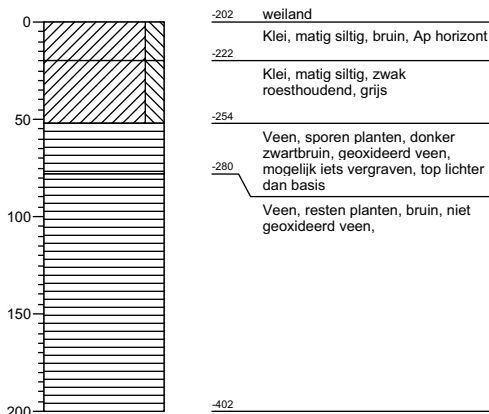 0
50
100
150
200
-202
weiland
Klei, matig siltig, bruin, Ap horizont
-222
Klei, matig siltig, zwak
roesthoudend, grijs
-254
Veen, sporen planten, donker
zwartbruin, geoxideerd veen,
mogelijk iets vergraven, top lichter
dan basis
-280
Veen, resten planten, bruin, niet
geoxideerd veen,
-402